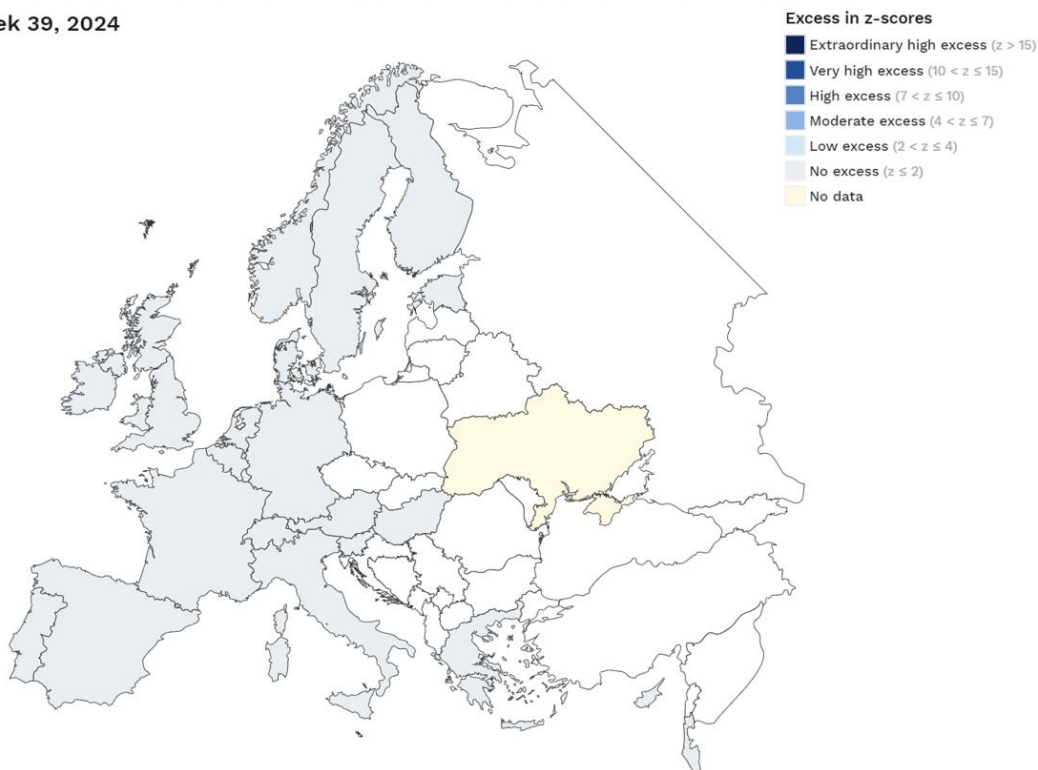 ek 39, 2024
Excess in z-scores
Extraordinary high excess (z > 15)
Very high excess (10 < z ≤ 15)
High excess (7 < z ≤ 10)
Moderate excess (4 < z ≤ 7)
Low excess (2 < z ≤ 4)
No excess (z ≤ 2)
No data